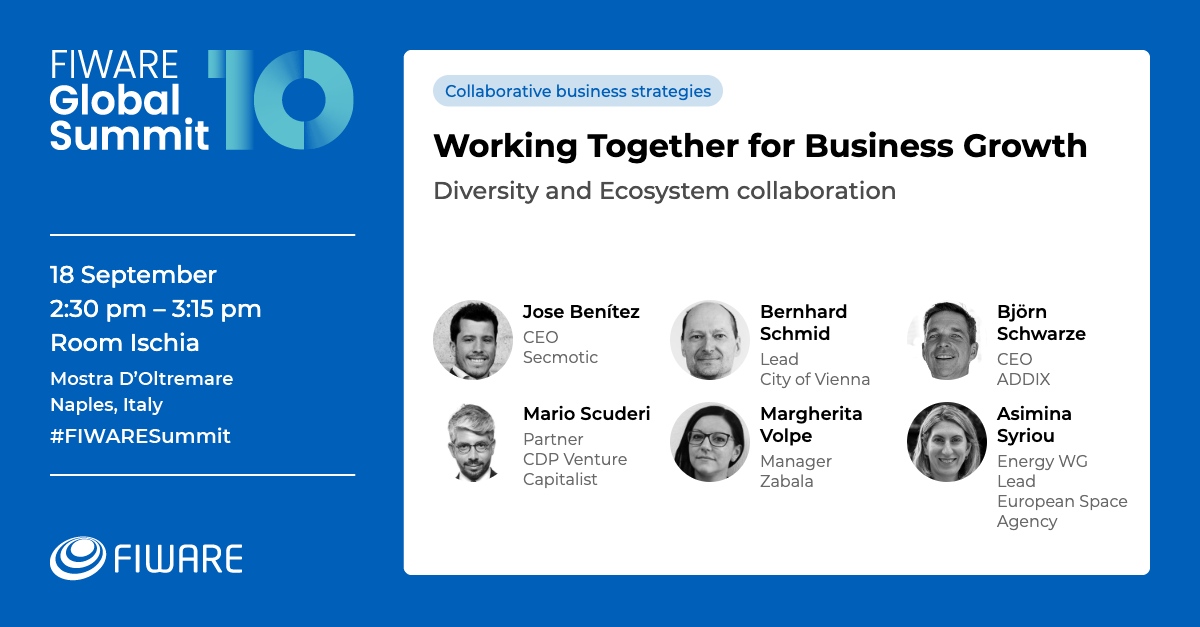 FIWARE
Global
Summit
10
18 September
2:30 pm – 3:15 pm
Room Ischia
Mostra D’Oltremare
Naples, Italy
#FIWARESummit
FIWARE
Collaborative business strategies
Working Together for Business Growth
Diversity and Ecosystem collaboration
Jose Benítez
CEO
Secmotic
Bernhard
Schmid
Lead
City of Vienna
Björn
Schwarze
CEO
ADDIX
Mario Scuderi
Partner
CDP Venture
Capitalist
Margherita
Volpe
Manager
Zabala
Asimina
Syriou
Energy WG
Lead
European Space
Agency